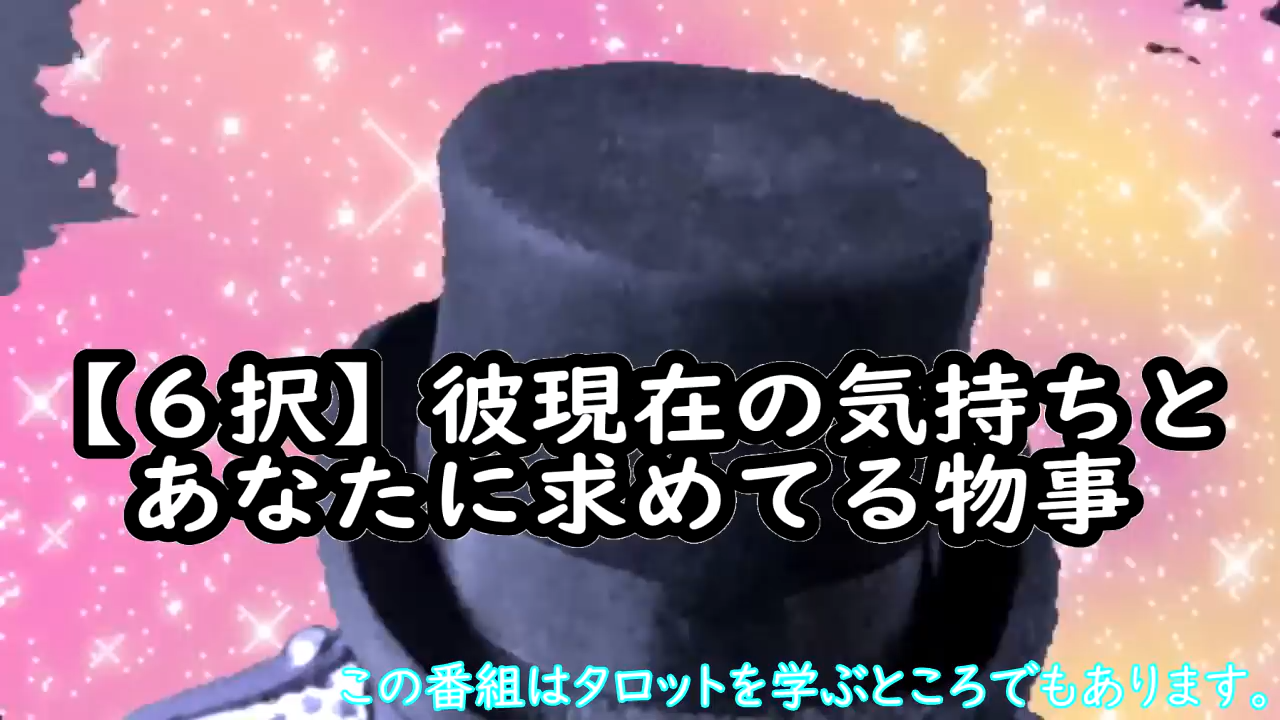 【６択】彼現在の気持ちと
あなたに求めてる物事
この番組はタロットを学ぶところでもあります。